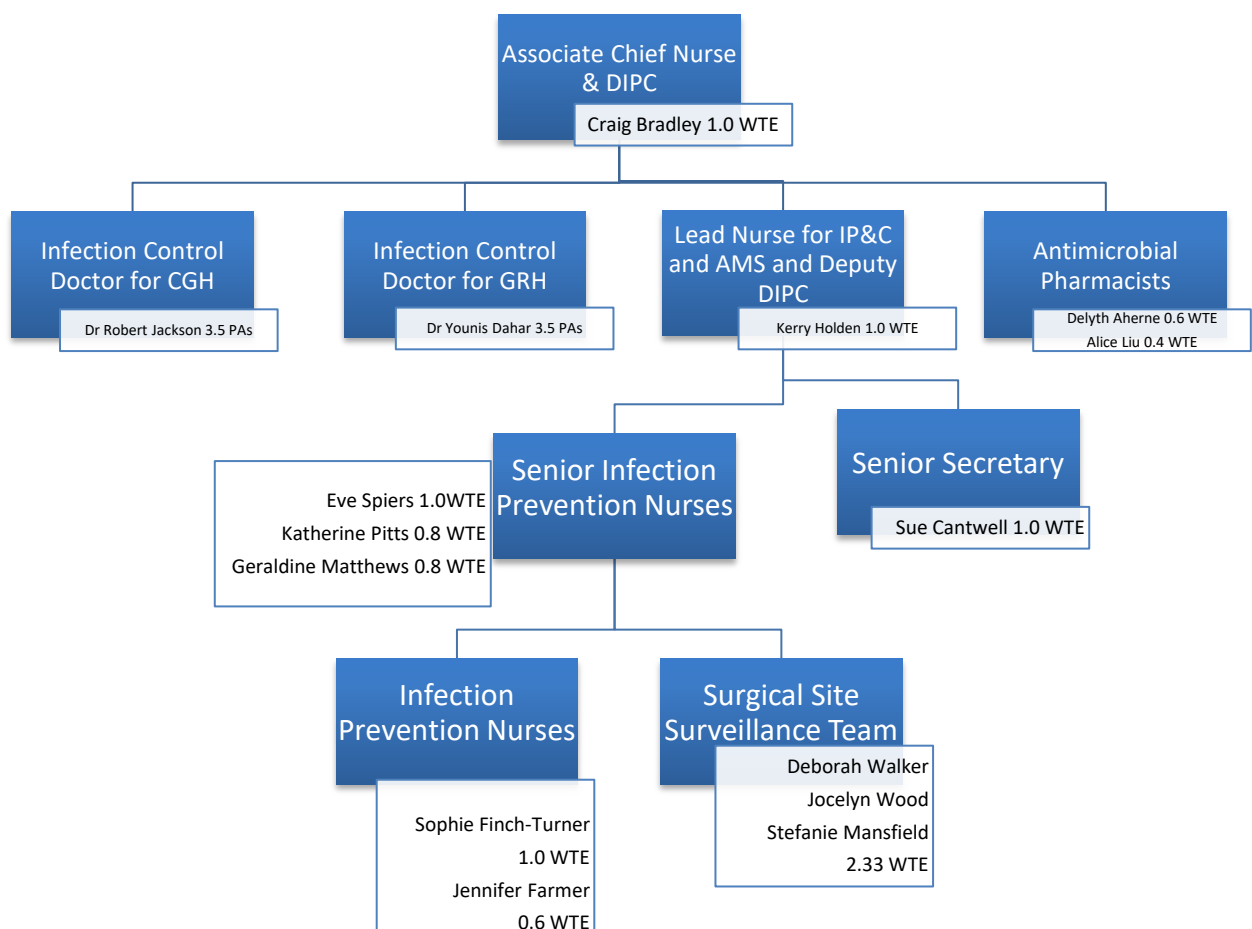 Associate Chief Nurse
& DIPC
Craig Bradley 1.0 WTE
Infection Control
Doctor for CGH
Dr Robert Jackson 3.5 PAs
Infection Control
Doctor for GRH
Dr Younis Dahar 3.5 PAs
Lead Nurse for IP&C
and AMS and Deputy
DIPC
Kerry Holden 1.0 WTE
Antimicrobial
Pharmacists
Delyth Aherne 0.6 WTE
Alice Liu 0.4 WTE
Senior Infection
Prevention Nurses
Eve Spiers 1.0WTE
Katherine Pitts 0.8 WTE
Geraldine Matthews 0.8 WTE
Senior Secretary
Sue Cantwell 1.0 WTE
Infection
Prevention Nurses
Sophie Finch-Turner
1.0 WTE
Jennifer Farmer
0.6 WTE
Surgical Site
Surveillance Team
Deborah Walker
Jocelyn Wood
Stefanie Mansfield
2.33 WTE